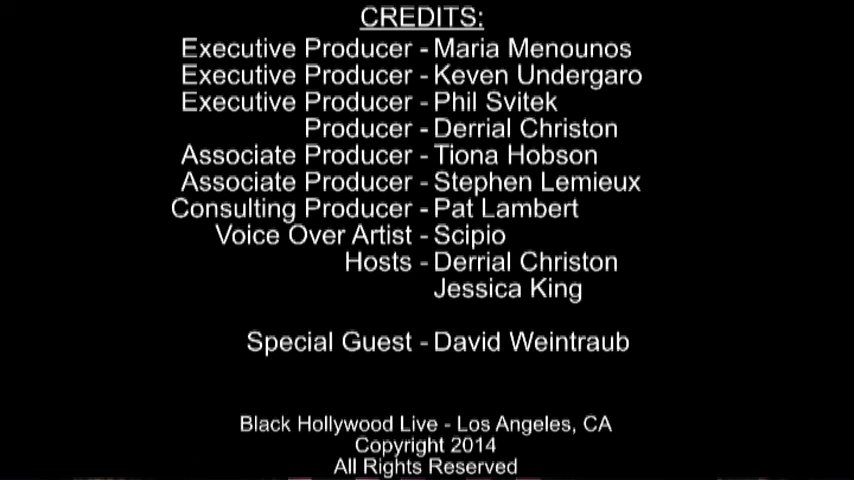 CREDITS:
Executive Producer - Maria Menounos
Executive Producer - Keven Undergaro
Executive Producer - Phil Svitek
Producer - Derrial Christon
Associate Producer - Tiona Hobson
Associate Producer - Stephen Lemieux
Consulting Producer - Pat Lambert
Voice Over Artist - Scipio
Hosts - Derrial Christon
Jessica King
Special Guest - David Weintraub
Black Hollywood Live - Los Angeles, CA
Copyright 2014
All Rights Reserved